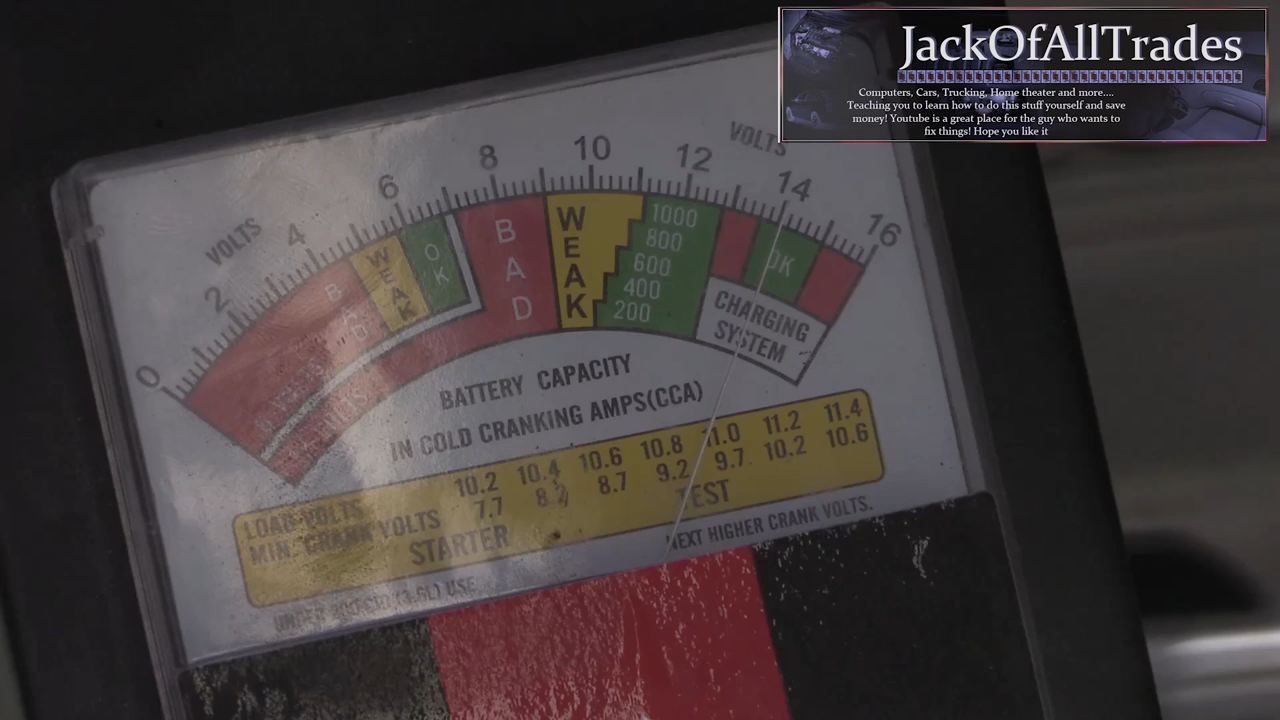 JackOfAllTrades
Computers, Cars, Trucking, Home theater and more....
Teaching you to learn how to do this stuff yourself and save
money! Youtube is a great place for the guy who wants to
fix things! Hope you like it
VOLTS
VOLTS
0 2 4 6 8 10 12 14 16
BAD
WEAK
OK
BAD
WEAK
1000
800
600
400
200
OK
CHARGING
SYSTEM
BATTERY CAPACITY
IN COLD CRANKING AMPS(CCA)
LOAD VOLTS 10.2 10.4 10.6 10.8 11.0 11.2 11.4
MIN. CRANK VOLTS 7.7 8.2 8.7 9.2 9.7 10.2 10.6
STARTER TEST
UNDER USE NEXT HIGHER CRANK VOLTS.